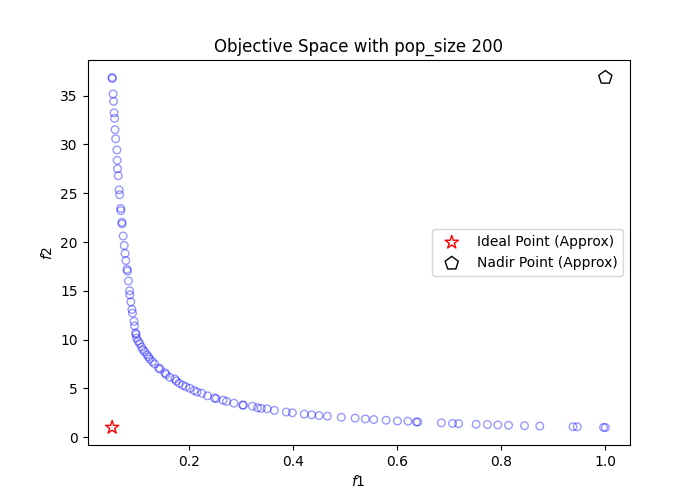 Objective Space with pop_size 200
f2
35
30
25
20
15
10
5
0
Ideal Point (Approx)
Nadir Point (Approx)
0.2 0.4 0.6 0.8 1.0
f1